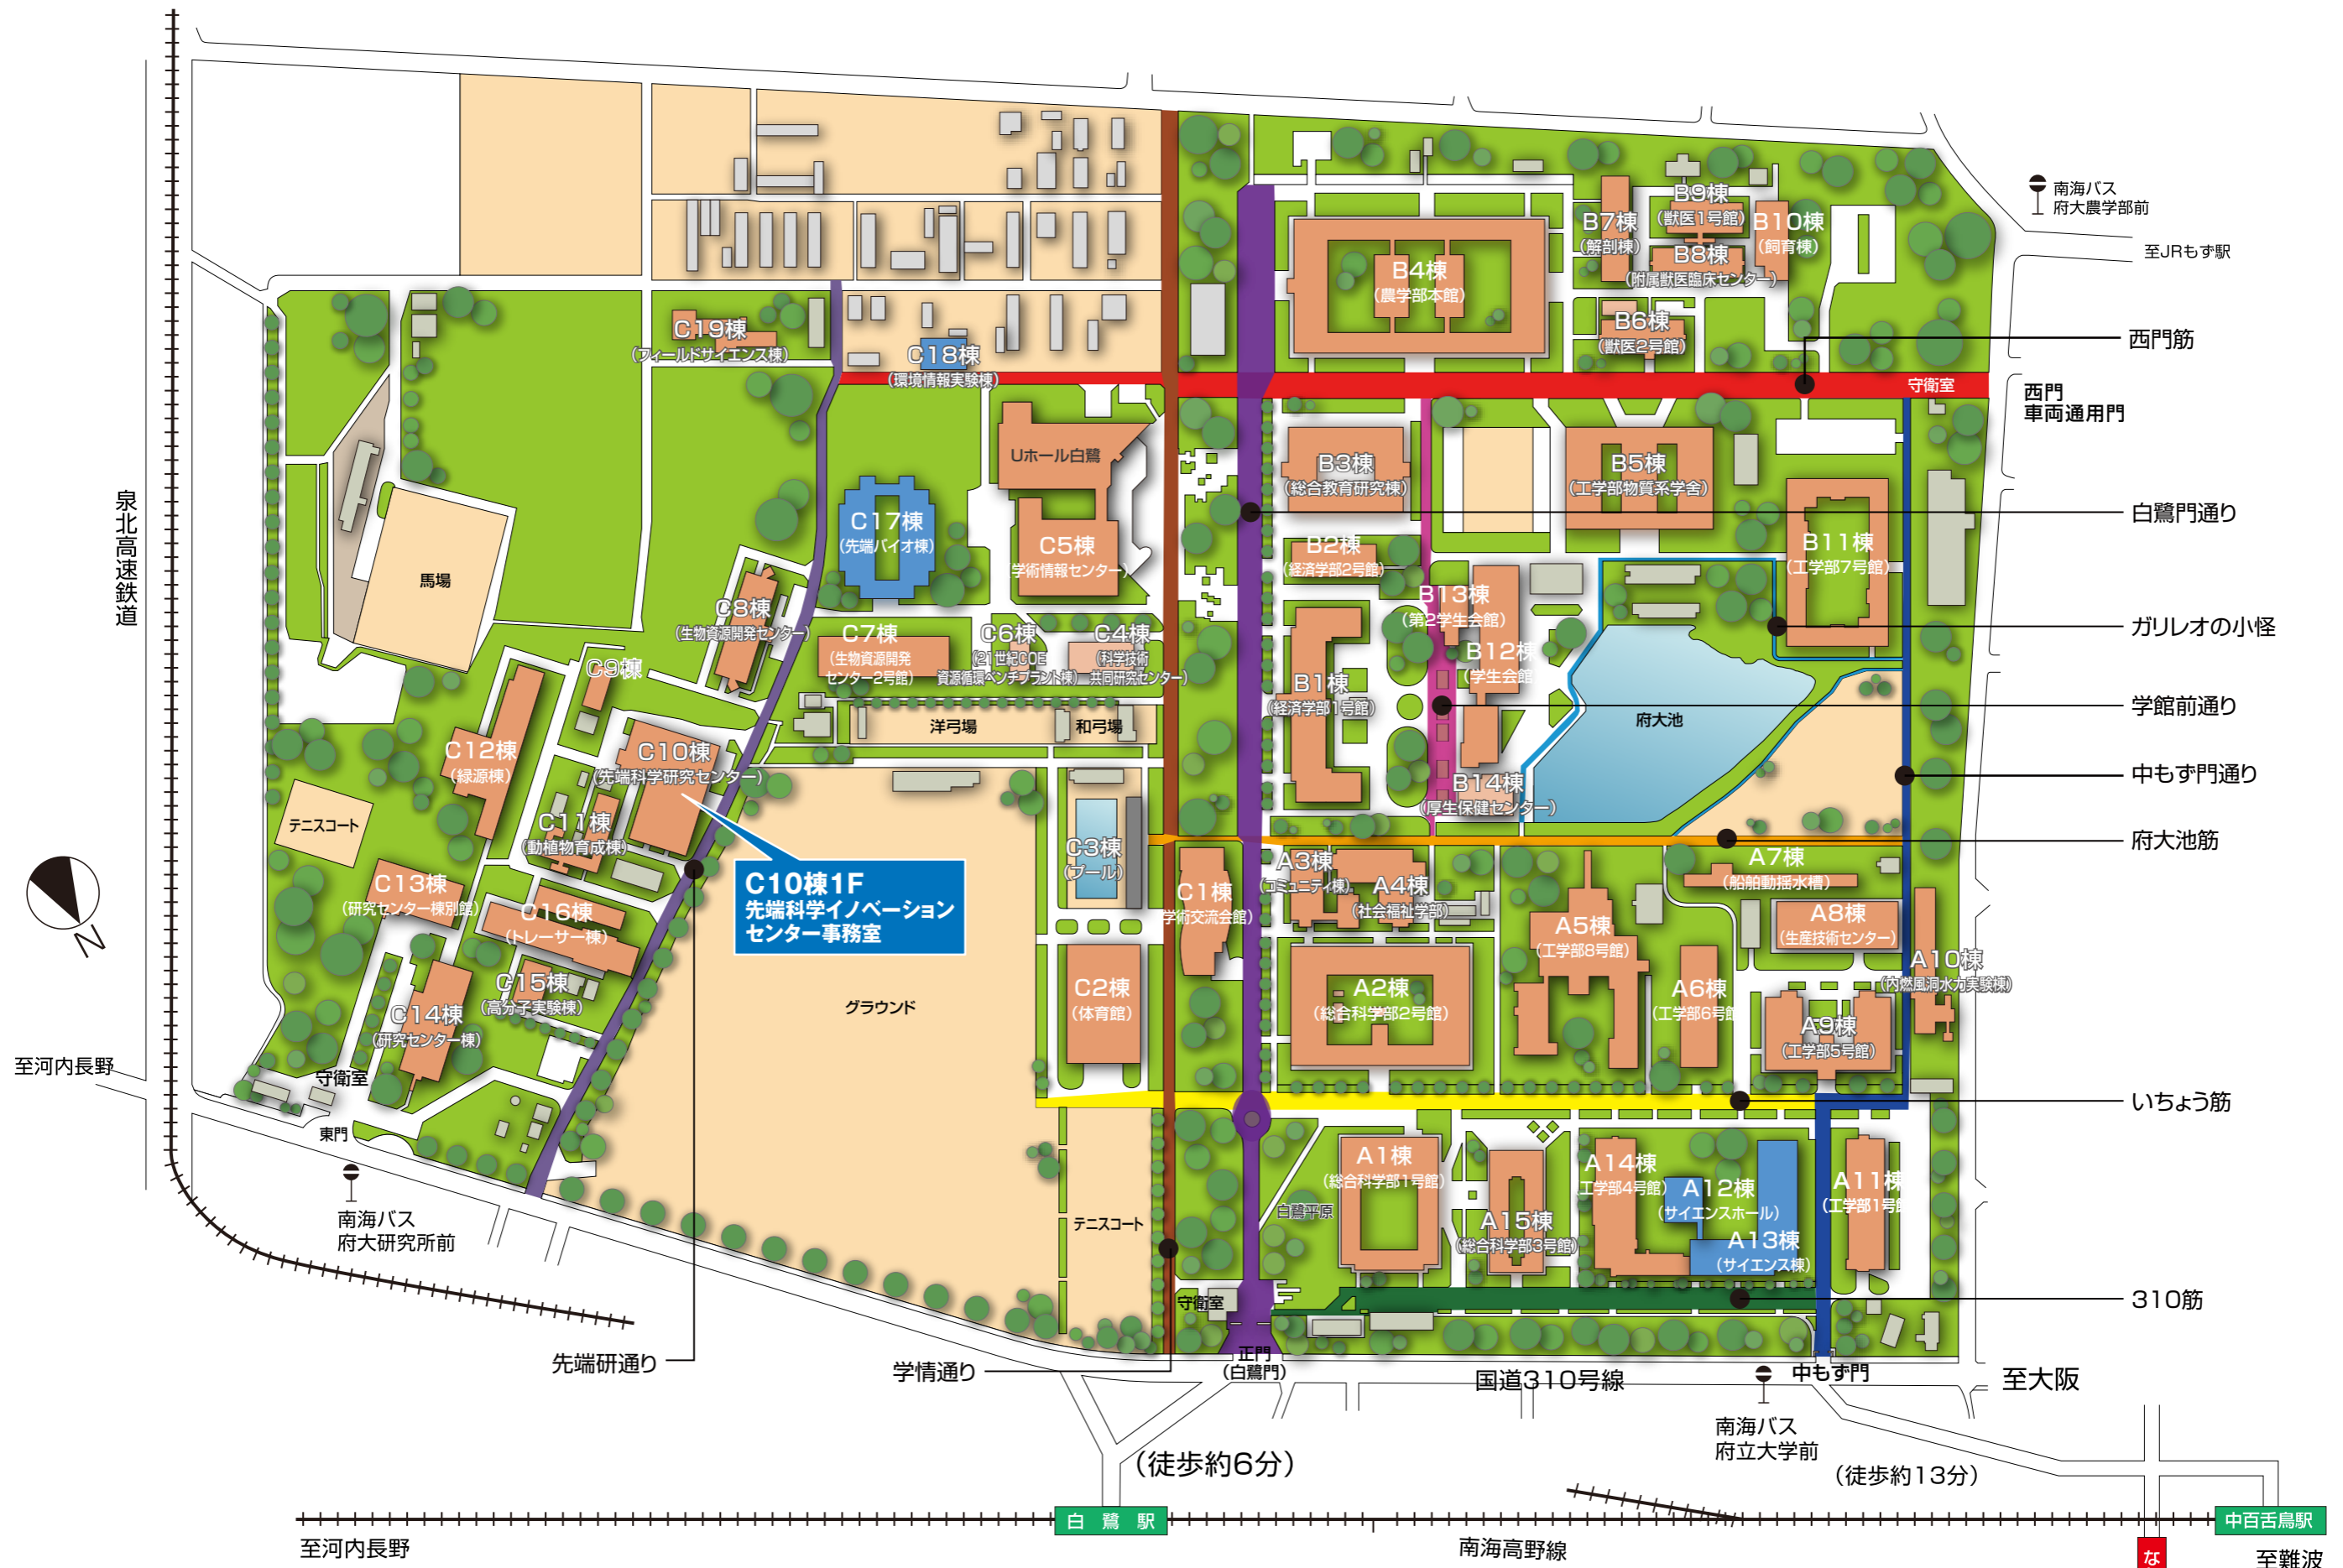 南海バス
府大農学部前
至JRもず駅
B9棟
(獣医1号館)
B7棟
(解剖棟)
B10棟
(飼育棟)
B8棟
(附属獣医臨床センター)
B4棟
(農学部本館)
B6棟
(獣医2号館)
C19棟
(フィールドサイエンス棟)
C18棟
(環境情報実験棟)
西門筋
守衛室
西門
車両通用門
Uホール白鷺
B3棟
(総合教育研究棟)
B5棟
(工学部物質系学舎)
泉北高速鉄道
C17棟
(先端バイオ棟)
C5棟
学術情報センター)
B2棟
(経済学部2号館)
B11棟
(工学部7号館)
白鷺門通り
馬場
C8棟
(生物資源開発センター)
C7棟
(生物資源開発
センター2号館)
C6棟
(21世紀COE
資源循環ベンチプラント棟)
C4棟
(科学技術
共同研究センター)
B13棟
(第2学生会館)
B12棟
(学生会館
ガリレオの小怪
C9棟
B1棟
(経済学部1号館)
学館前通り
洋弓場
和弓場
府大池
C12棟
(緑源棟)
C10棟
(先端科学研究センター)
B14棟
(厚生保健センター)
中もず門通り
テニスコート
C11棟
(動植物育成棟)
C3棟
(プール)
府大池筋
C10棟1F
先端科学イノベーション
センター事務室
C1棟
学術交流会館)
A3棟
(コミュニティ棟)
A4棟
(社会福祉学部)
A7棟
(船舶動揺水槽)
C13棟
(研究センター棟別館)
C16棟
(トレーサー棟)
A5棟
(工学部8号館)
A8棟
(生産技術センター)
A10棟
(内燃風洞水力実験棟)
N
C15棟
(高分子実験棟)
C14棟
(研究センター棟)
グラウンド
C2棟
(体育館)
A2棟
(総合科学部2号館)
A6棟
(工学部6号館
A9棟
(工学部5号館)
至河内長野
守衛室
東門
いちょう筋
南海バス
府大研究所前
テニスコート
白鷺平原
A1棟
(総合科学部1号館)
A15棟
(総合科学部3号館)
A14棟
(工学部4号館)
A12棟
(サイエンスホール)
A13棟
(サイエンス棟)
A11棟
(工学部1号館
守衛室
310筋
先端研通り
学情通り
正門
(白鷺門)
国道310号線
中もず門
至大阪
南海バス
府立大学前
(徒歩約6分)
(徒歩約13分)
白鷺駅
中百舌鳥駅
至河内長野
南海高野線
な
至難波